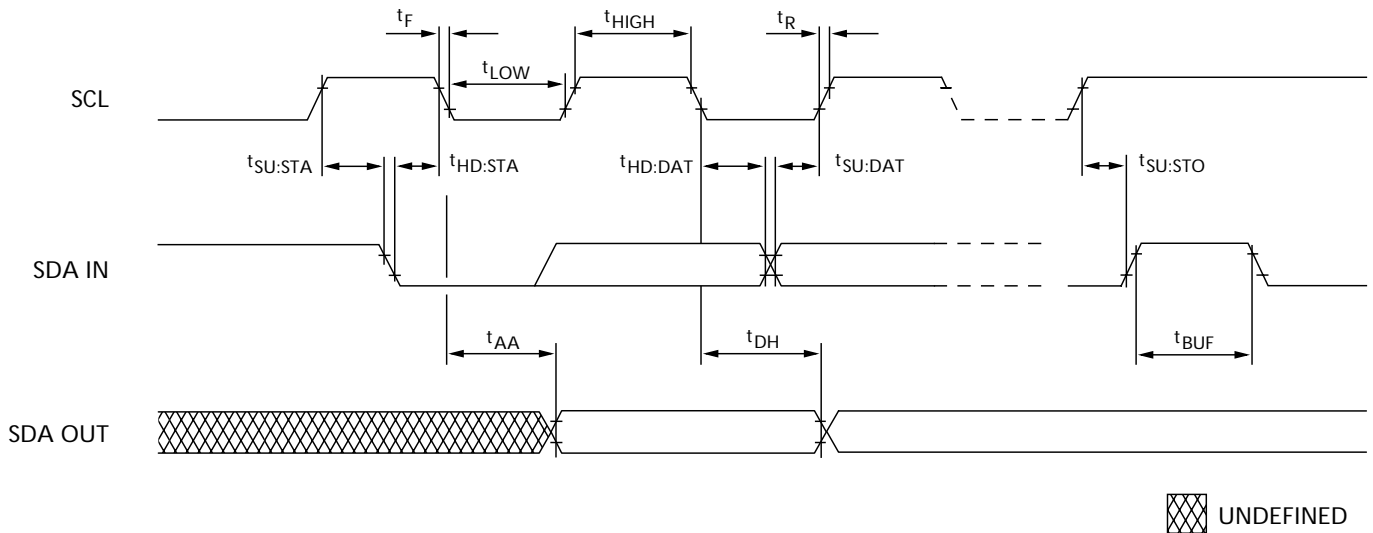 tF
tHIGH
tR
tLOW
SCL
tSU:STA
tHD:STA
tHD:DAT
tSU:DAT
tSU:STO
SDA IN
tAA
tDH
tBUF
SDA OUT
UNDEFINED